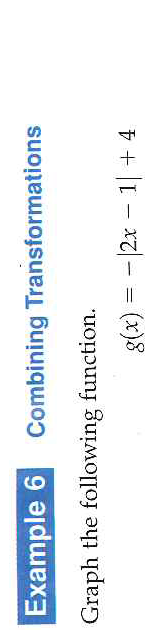 Example 6 Combining Transformations
Graph the following function.
g(x) = −|2x − 1| + 4